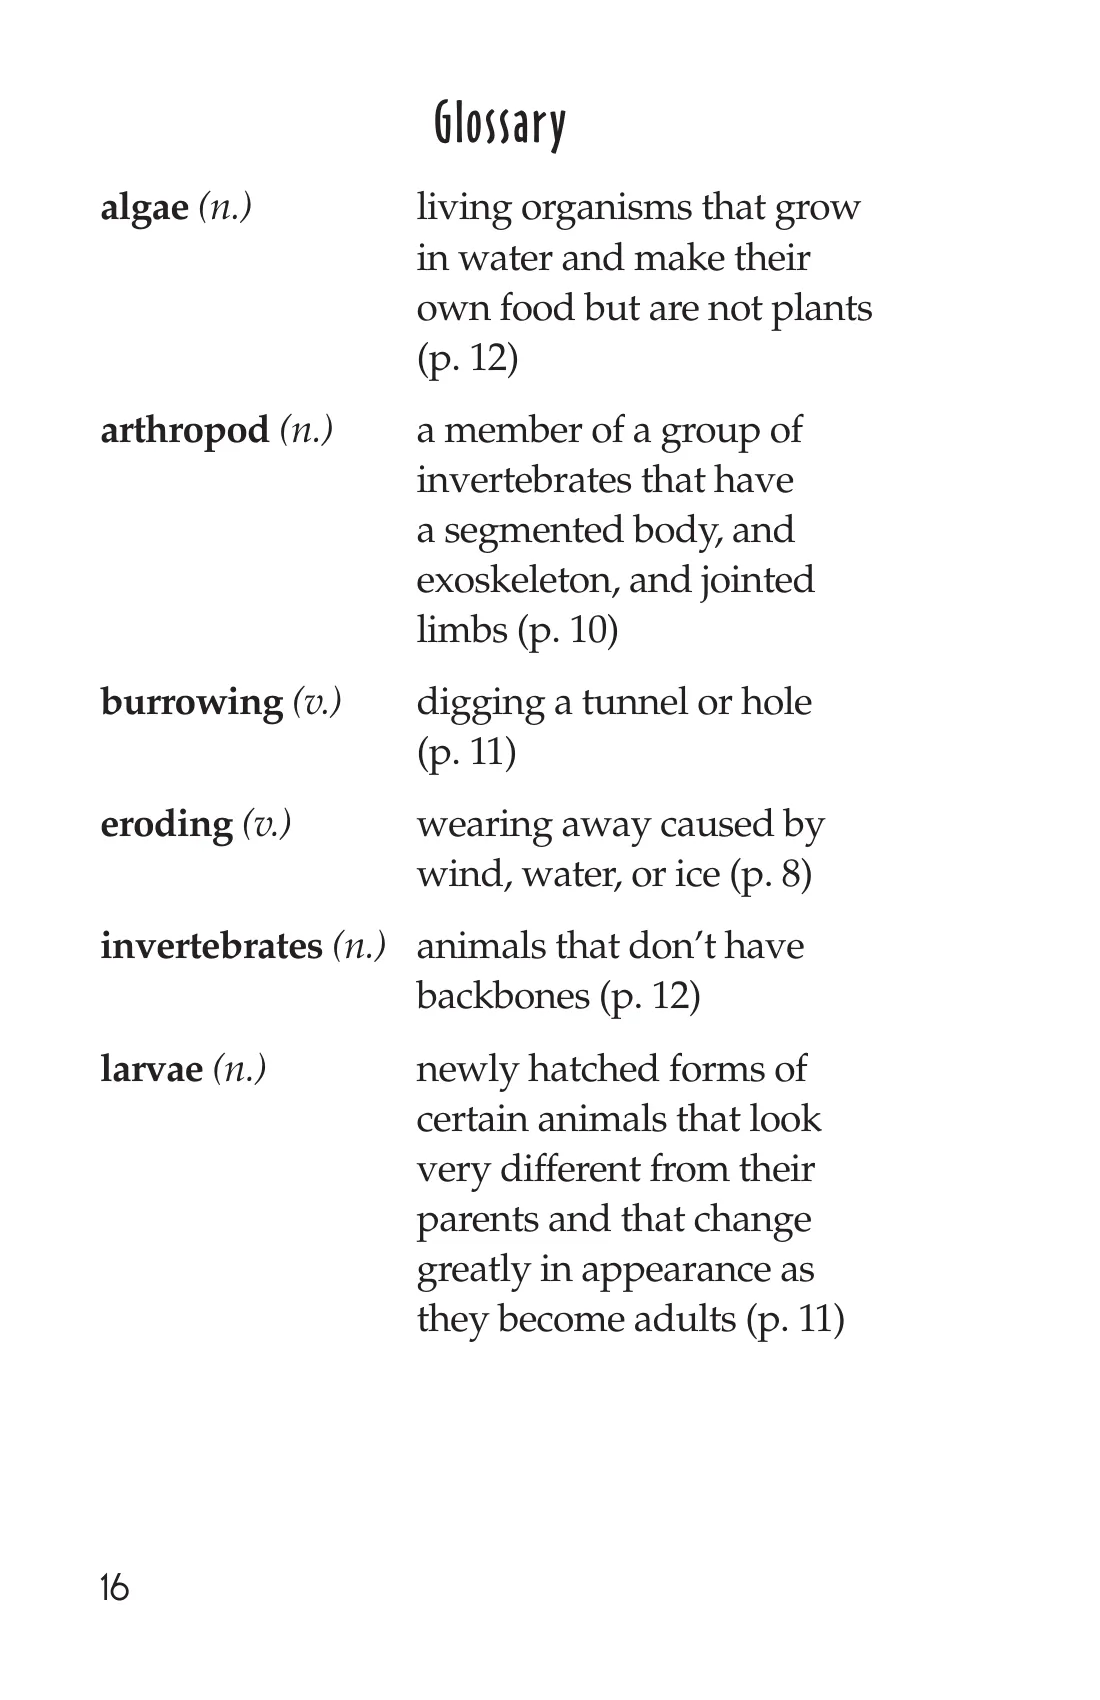 Glossary
algae (n.) living organisms that grow
in water and make their
own food but are not plants
(p. 12)
arthropod (n.) a member of a group of
invertebrates that have
a segmented body, and
exoskeleton, and jointed
limbs (p. 10)
burrowing (v.) digging a tunnel or hole
(p. 11)
eroding (v.) wearing away caused by
wind, water, or ice (p. 8)
invertebrates (n.) animals that don’t have
backbones (p. 12)
larvae (n.) newly hatched forms of
certain animals that look
very different from their
parents and that change
greatly in appearance as
they become adults (p. 11)
16